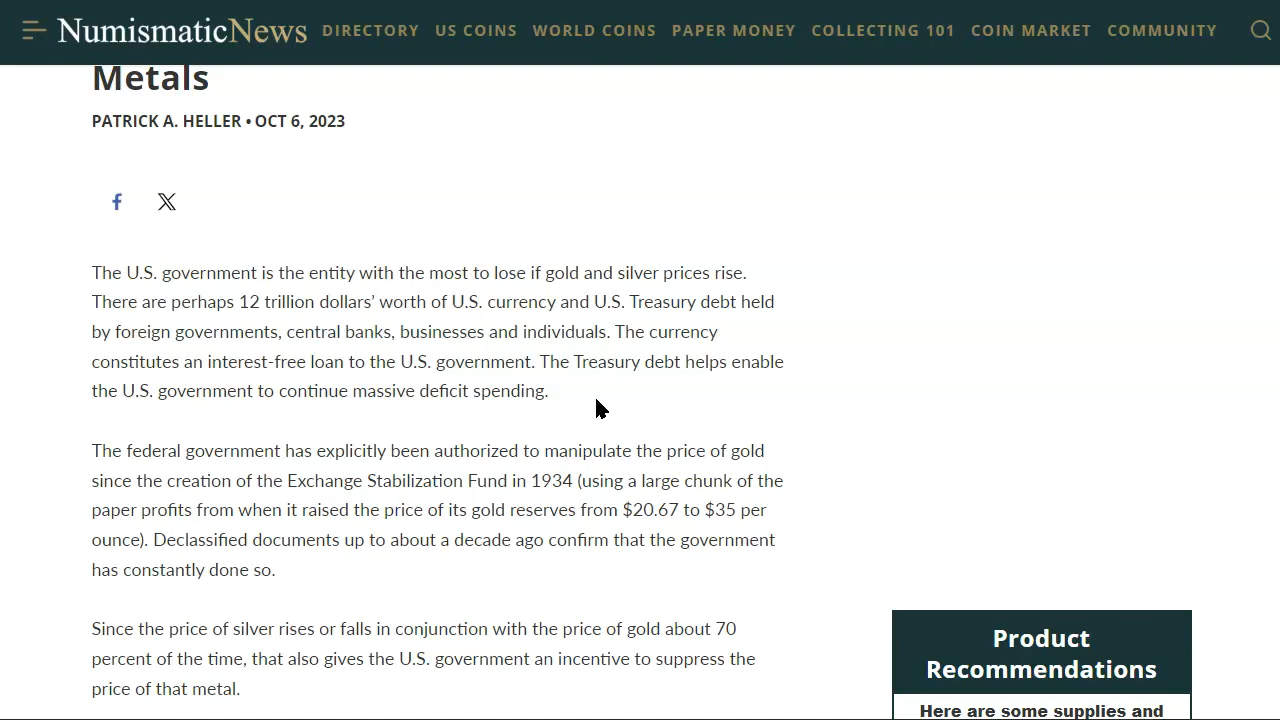 NumismaticNews DIRECTORY US COINS WORLD COINS PAPER MONEY COLLECTING 101 COIN MARKET COMMUNITY
Metals
PATRICK A. HELLER • OCT 6, 2023
The U.S. government is the entity with the most to lose if gold and silver prices rise.
There are perhaps 12 trillion dollars’ worth of U.S. currency and U.S. Treasury debt held
by foreign governments, central banks, businesses and individuals. The currency
constitutes an interest-free loan to the U.S. government. The Treasury debt helps enable
the U.S. government to continue massive deficit spending.
The federal government has explicitly been authorized to manipulate the price of gold
since the creation of the Exchange Stabilization Fund in 1934 (using a large chunk of the
paper profits from when it raised the price of its gold reserves from $20.67 to $35 per
ounce). Declassified documents up to about a decade ago confirm that the government
has constantly done so.
Since the price of silver rises or falls in conjunction with the price of gold about 70
percent of the time, that also gives the U.S. government an incentive to suppress the
price of that metal.
Product
Recommendations
Here are some supplies and